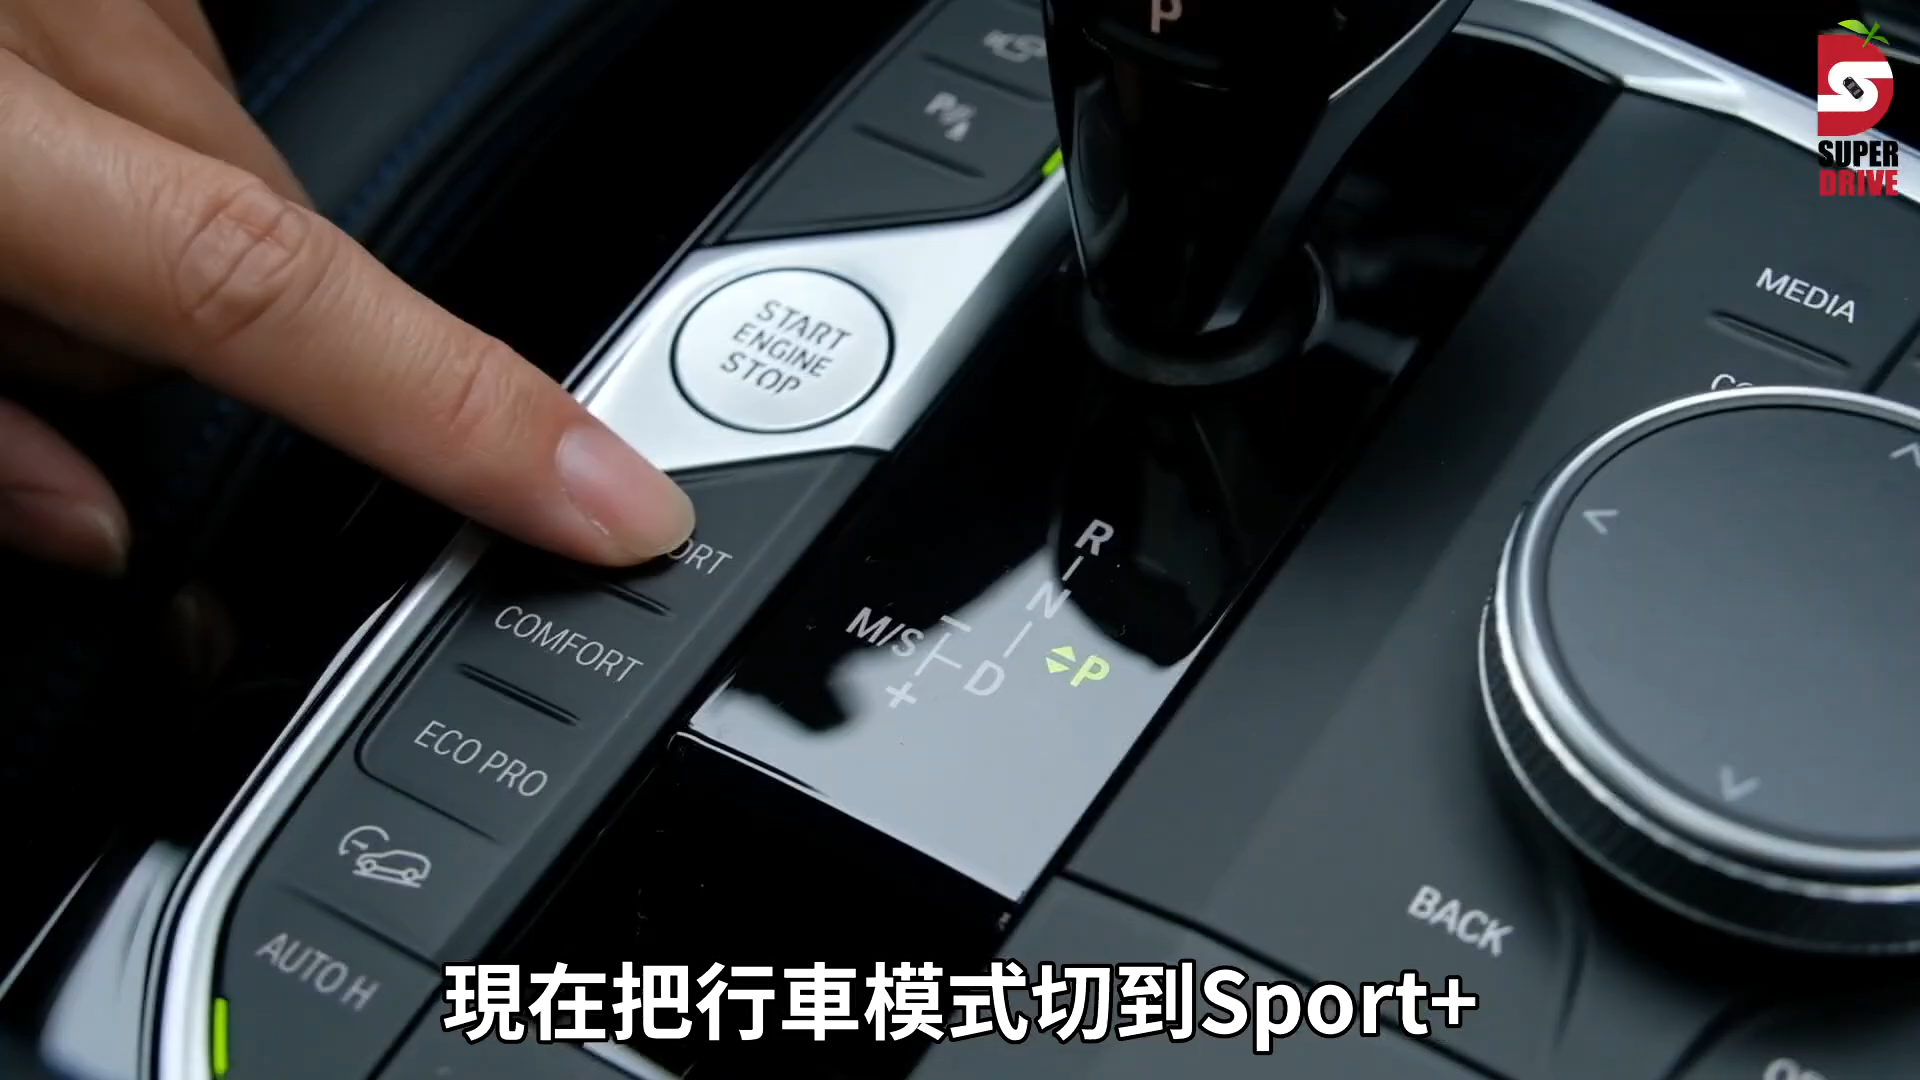 P
P//
SUPER
DRIVE
START
ENGINE
STOP
MEDIA
R
N
M/S
D
P
+
COMFORT
ECO PRO
AUTO H
BACK
現在把行車模式切到Sport+